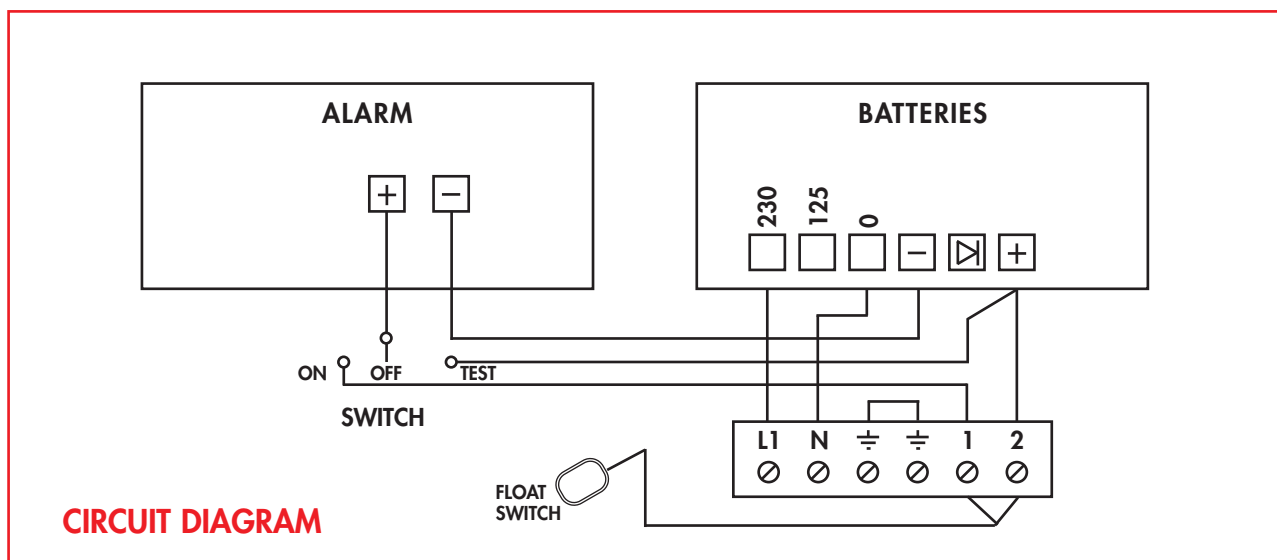 ALARM
BATTERIES
+ −
230 125 0 − +
ON OFF TEST
SWITCH
L1 N 1 2
FLOAT
SWITCH
CIRCUIT DIAGRAM